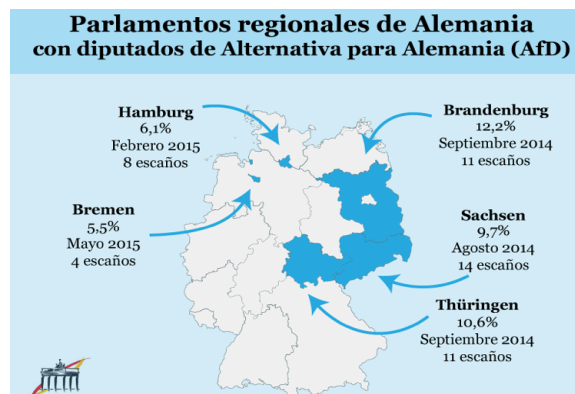 Parlamentos regionales de Alemania
con diputados de Alternativa para Alemania (AfD)
Hamburg
6,1%
Febrero 2015
8 escaños
Brandenburg
12,2%
Septiembre 2014
11 escaños
Bremen
5,5%
Mayo 2015
4 escaños
Sachsen
9,7%
Agosto 2014
14 escaños
Thüringen
10,6%
Septiembre 2014
11 escaños